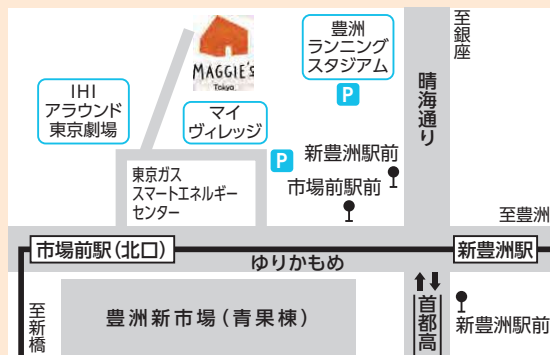 至銀座
MAGGIE's
Tokyo
豊洲
ランニング
スタジアム
P
晴海通り
IHI
アラウンド
東京劇場
マイ
ヴィレッジ
P
新豊洲駅前
市場前駅前
東京ガス
スマートエネルギー
センター
至豊洲
市場前駅(北口)
ゆりかもめ
新豊洲駅
至新橋
豊洲新市場(青果棟)
首都高
新豊洲駅前